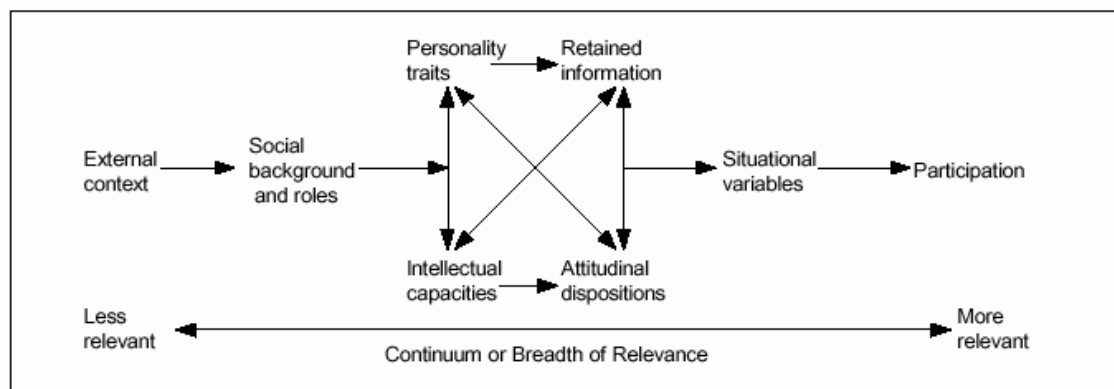 Personality
traits
Retained
information
External
context
Social
background
and roles
Situational
variables
Participation
Intellectual
capacities
Attitudinal
dispositions
Less
relevant
More
relevant
Continuum or Breadth of Relevance